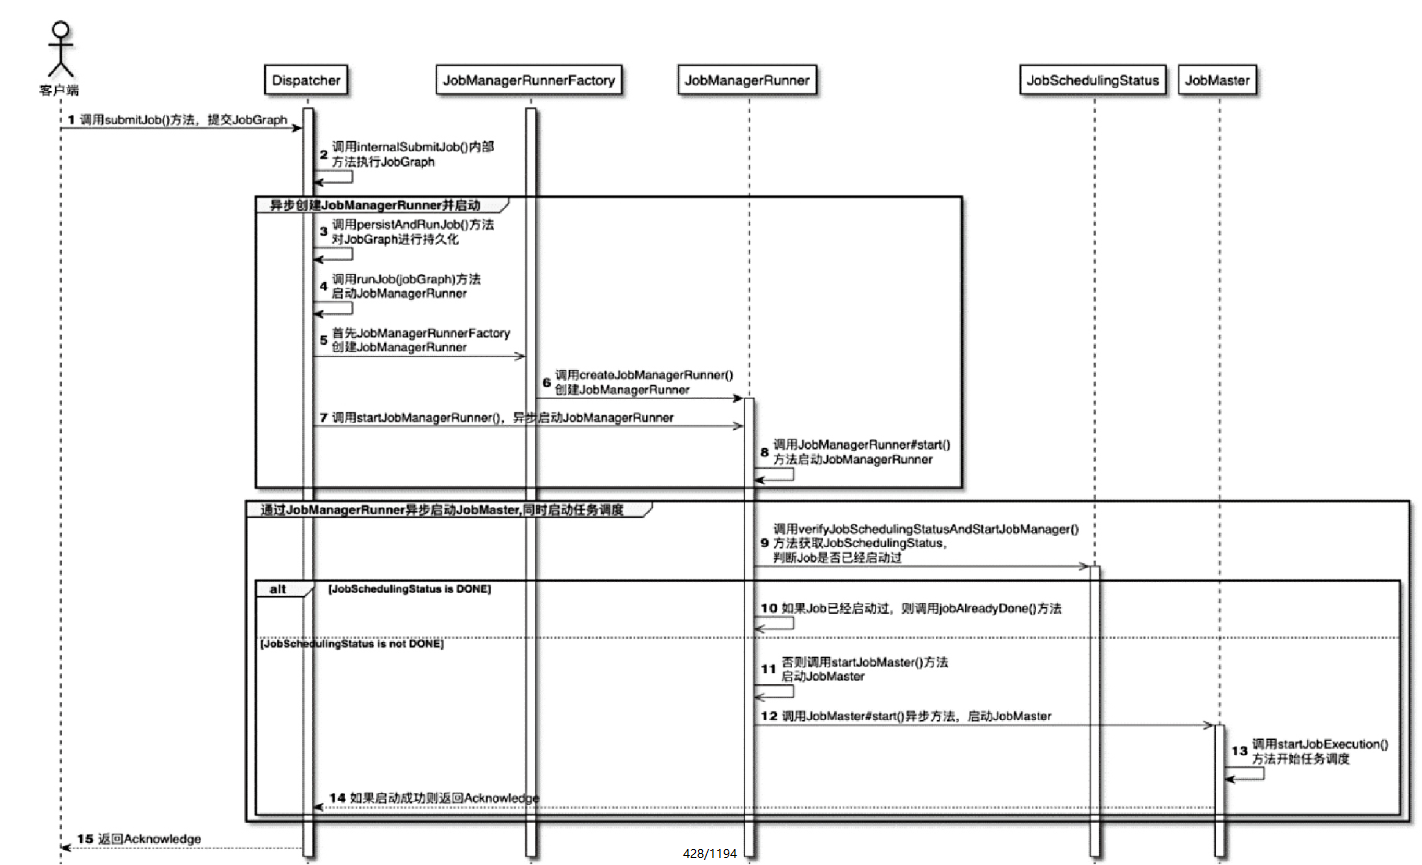 客户端
Dispatcher
JobManagerRunnerFactory
JobManagerRunner
JobSchedulingStatus
JobMaster
1 调用submitJob()方法，提交JobGraph
2 调用internalSubmitJob()内部
方法执行JobGraph
异步创建JobManagerRunner并启动
3 调用persistAndRunJob()方法
对JobGraph进行持久化
4 调用runJob(jobGraph)方法
启动JobManagerRunner
5 首先JobManagerRunnerFactory
创建JobManagerRunner
6 调用createJobManagerRunner()
创建JobManagerRunner
7 调用startJobManagerRunner()，异步启动JobManagerRunner
8 调用JobManagerRunner#start()
方法启动JobManagerRunner
通过JobManagerRunner异步启动JobMaster,同时启动任务调度
9 调用verifyJobSchedulingStatusAndStartJobManager()
方法获取JobSchedulingStatus，
判断Job是否已经启动过
alt [JobSchedulingStatus is DONE]
10 如果Job已经启动过，则调用jobAlreadyDone()方法
[JobSchedulingStatus is not DONE]
11 否则调用startJobMaster()方法
启动JobMaster
12 调用JobMaster#start()异步方法，启动JobMaster
13 调用startJobExecution()
方法开始任务调度
14 如果启动成功则返回Acknowledge
15 返回Acknowledge
428/1194